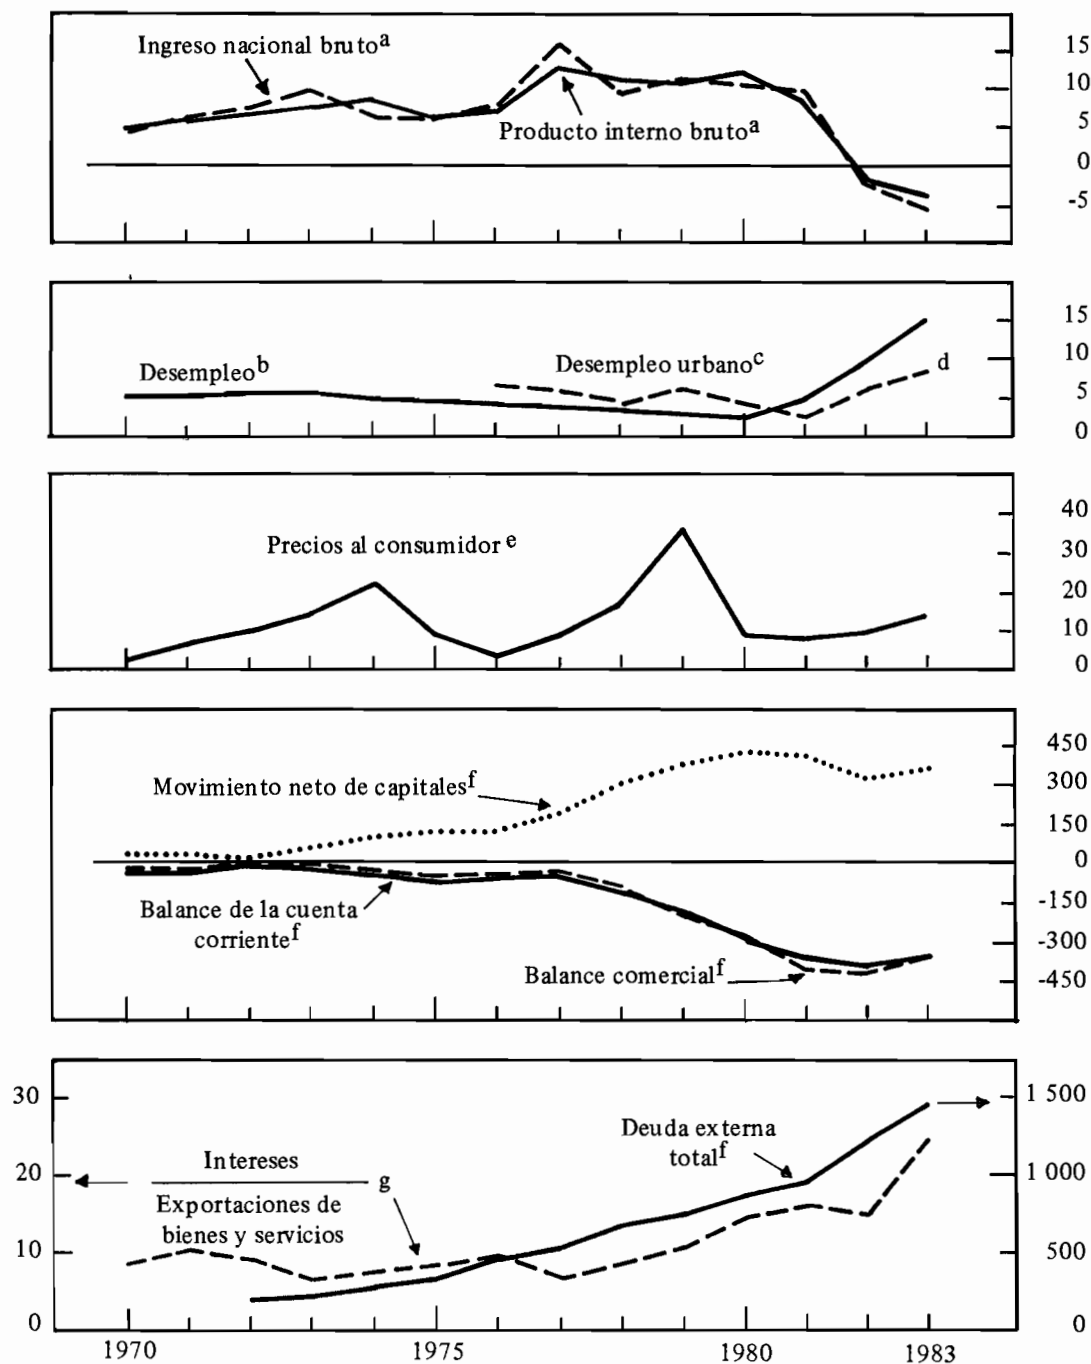 Ingreso nacional bruto^a
Producto interno bruto^a
15
10
5
0
-5
Desempleo^b
Desempleo urbano^c
d
15
10
5
0
Precios al consumidor^e
40
30
20
10
0
Movimiento neto de capitales^f
Balance de la cuenta
corriente^f
Balance comercial^f
450
300
150
0
-150
-300
-450
30
20
10
0
Intereses
g
Exportaciones de
bienes y servicios
Deuda externa
total^f
1 500
1 000
500
0
1970
1975
1980
1983